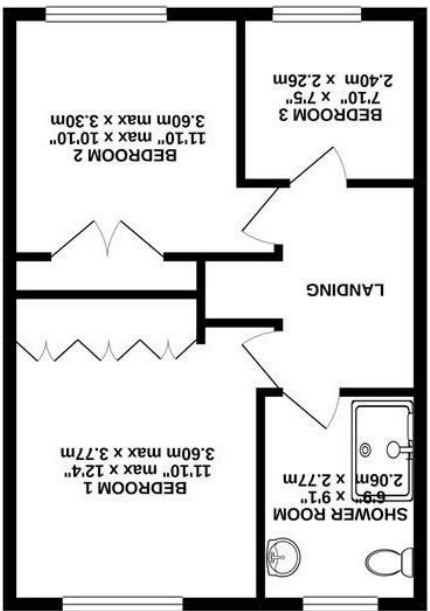 SHOWER ROOM
6'9" x 9'1"
2.06m x 2.77m
BEDROOM 1
11'10" max x 12'4"
3.60m max x 3.77m
LANDING
BEDROOM 3
7'10" x 7'5"
2.40m x 2.26m
BEDROOM 2
11'10" max x 10'10"
3.60m max x 3.30m